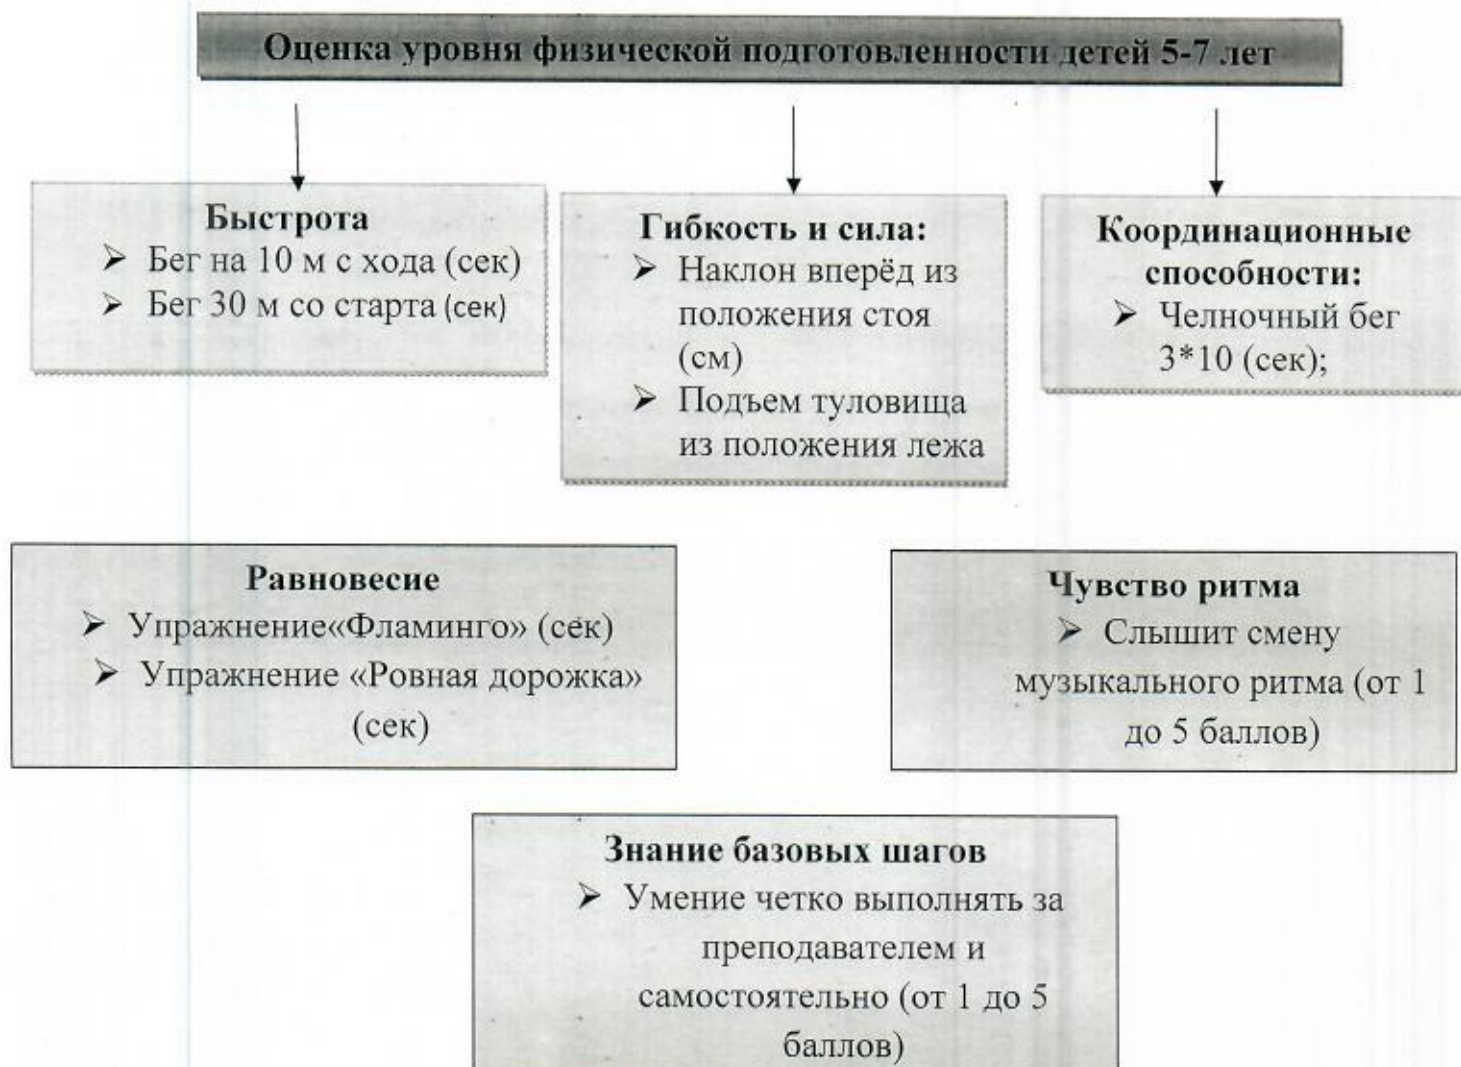 Оценка уровня физической подготовленности детей 5-7 лет
Быстрота
➢ Бег на 10 м с хода (сек)
➢ Бег 30 м со старта (сек)
Гибкость и сила:
➢ Наклон вперёд из
положения стоя
(см)
➢ Подъем туловища
из положения лежа
Координационные
способности:
➢ Челночный бег
3*10 (сек);
Равновесие
➢ Упражнение«Фламинго» (сек)
➢ Упражнение «Ровная дорожка»
(сек)
Чувство ритма
➢ Слышит смену
музыкального ритма (от 1
до 5 баллов)
Знание базовых шагов
➢ Умение четко выполнять за
преподавателем и
самостоятельно (от 1 до 5
баллов)